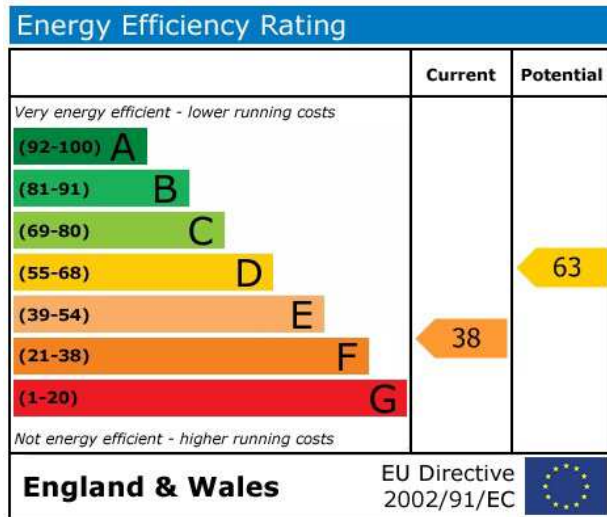 Energy Efficiency Rating
Current Potential
Very energy efficient - lower running costs
(92-100) A
(81-91) B
(69-80) C
(55-68) D
63
(39-54) E
(21-38) F
38
(1-20) G
Not energy efficient - higher running costs
England & Wales
EU Directive
2002/91/EC